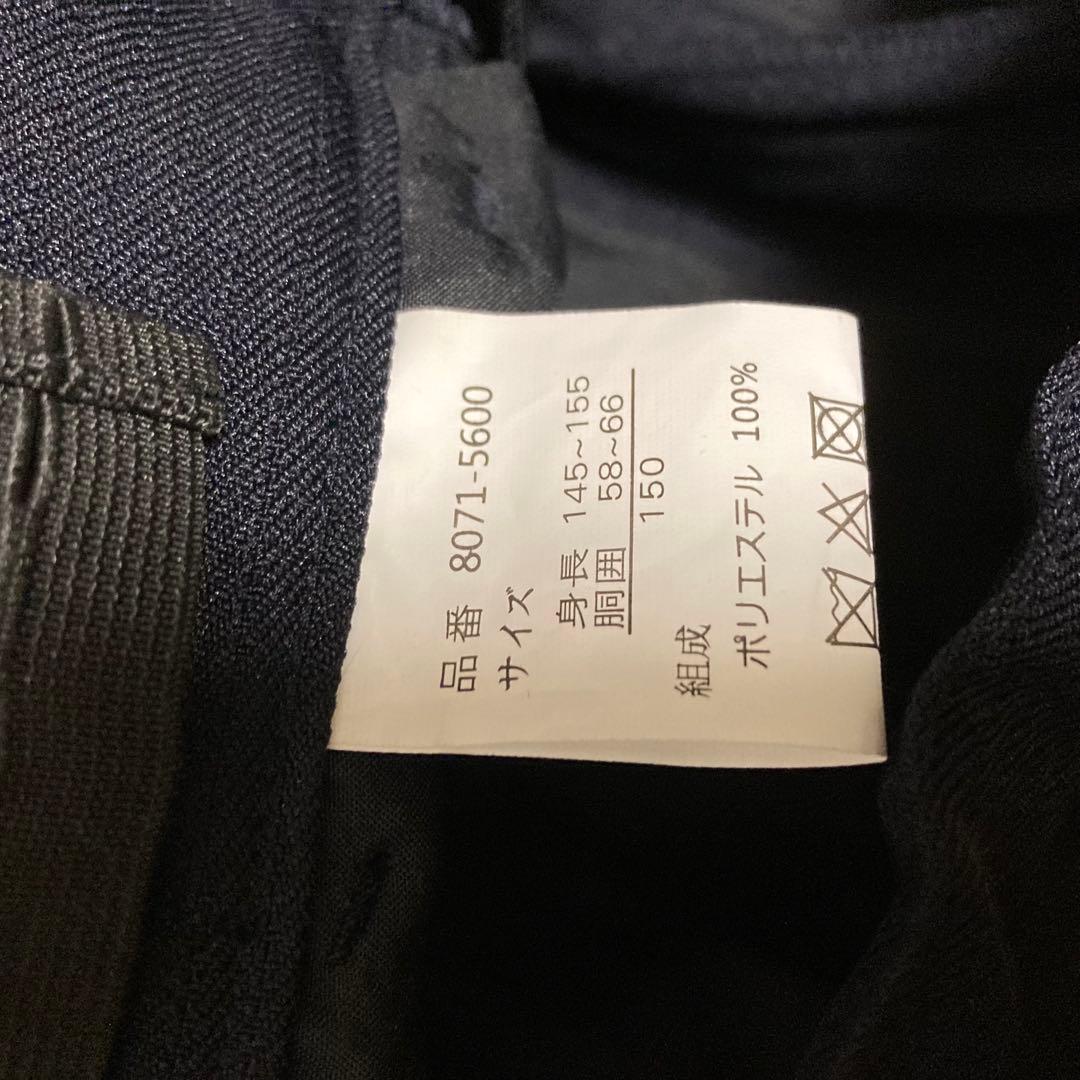 品番 8071-5600
サイズ
身長 145~155
胴囲 58~66
150
組成
ポリエステル 100%